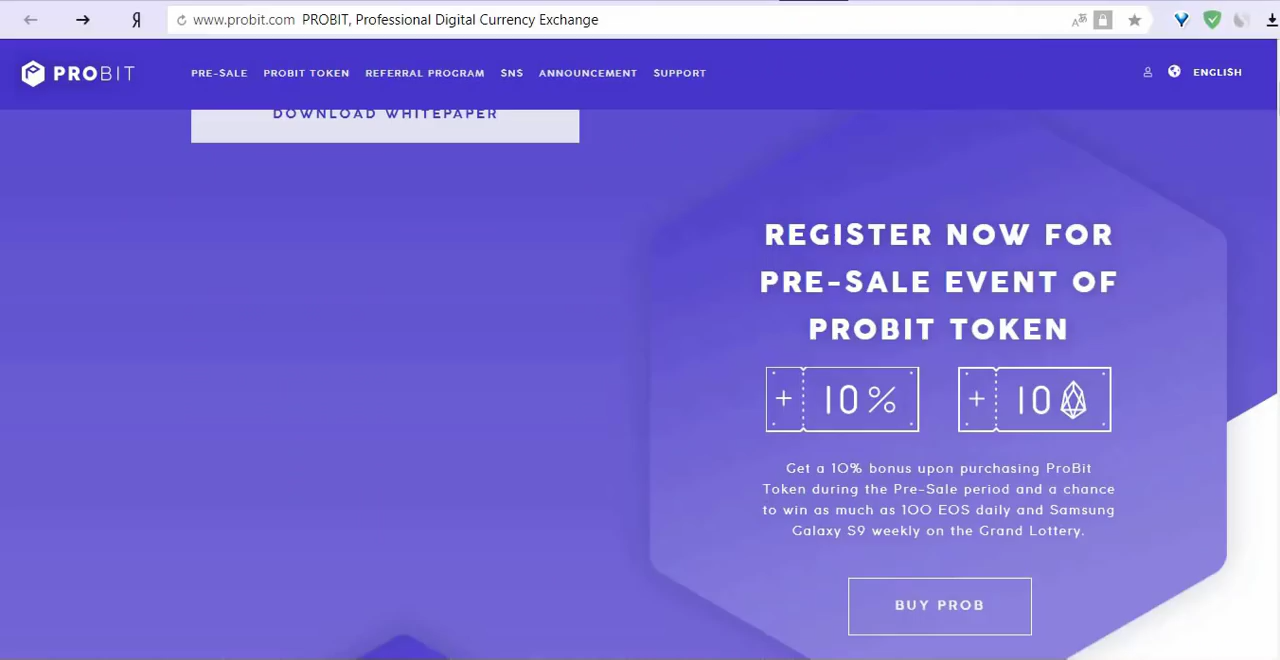 Я
www.probit.com PROBIT, Professional Digital Currency Exchange
PROBIT
PRE-SALE PROBIT TOKEN REFERRAL PROGRAM SNS ANNOUNCEMENT SUPPORT
ENGLISH
DOWNLOAD WHITEPAPER
REGISTER NOW FOR
PRE-SALE EVENT OF
PROBIT TOKEN
+ 10% + 10
Get a 10% bonus upon purchasing ProBit
Token during the Pre-Sale period and a chance
to win as much as 100 EOS daily and Samsung
Galaxy S9 weekly on the Grand Lottery.
BUY PROB